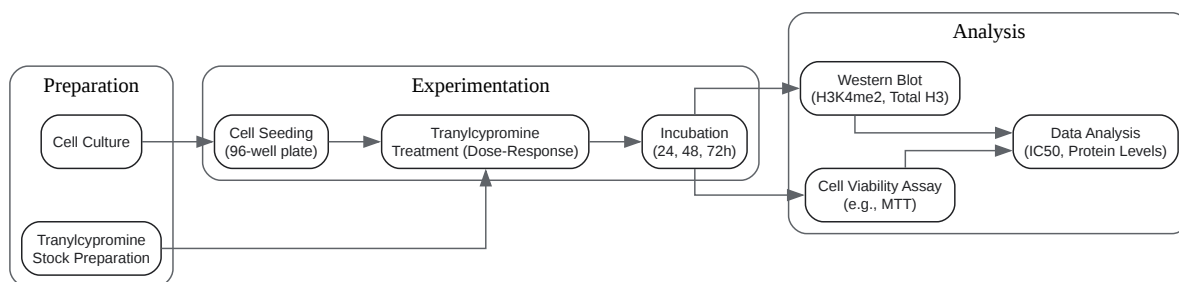 Preparation
Cell Culture
Tranylcypromine
Stock Preparation
Experimentation
Cell Seeding
(96-well plate)
Tranylcypromine
Treatment (Dose-Response)
Incubation
(24, 48, 72h)
Analysis
Western Blot
(H3K4me2, Total H3)
Cell Viability Assay
(e.g., MTT)
Data Analysis
(IC50, Protein Levels)